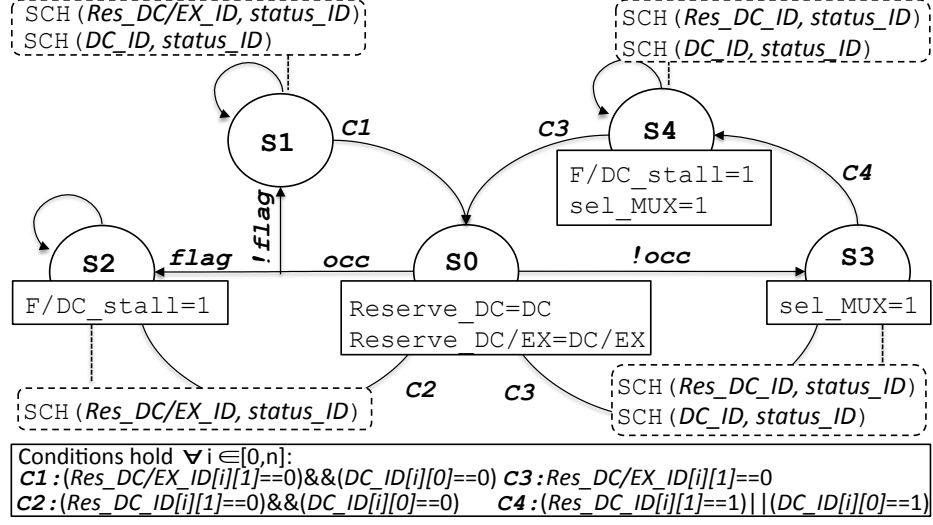 SCH(Res_DC/EX_ID, status_ID)
SCH(DC_ID, status_ID)
SCH(Res_DC_ID, status_ID)
SCH(DC_ID, status_ID)
S1
C1
C3
S4
F/DC_stall=1
sel_MUX=1
C4
!flag
S2
flag
occ
S0
!occ
S3
F/DC_stall=1
Reserve_DC=DC
Reserve_DC/EX=DC/EX
sel_MUX=1
SCH(Res_DC/EX_ID, status_ID)
C2
C3
SCH(Res_DC_ID, status_ID)
SCH(DC_ID, status_ID)
Conditions hold ∀ i ∈[0,n]:
C1:(Res_DC/EX_ID[i][1]==0)&&(DC_ID[i][0]==0) C3:Res_DC/EX_ID[i][1]==0
C2:(Res_DC_ID[i][1]==0)&&(DC_ID[i][0]==0) C4:(Res_DC_ID[i][1]==1)||(DC_ID[i][0]==1)